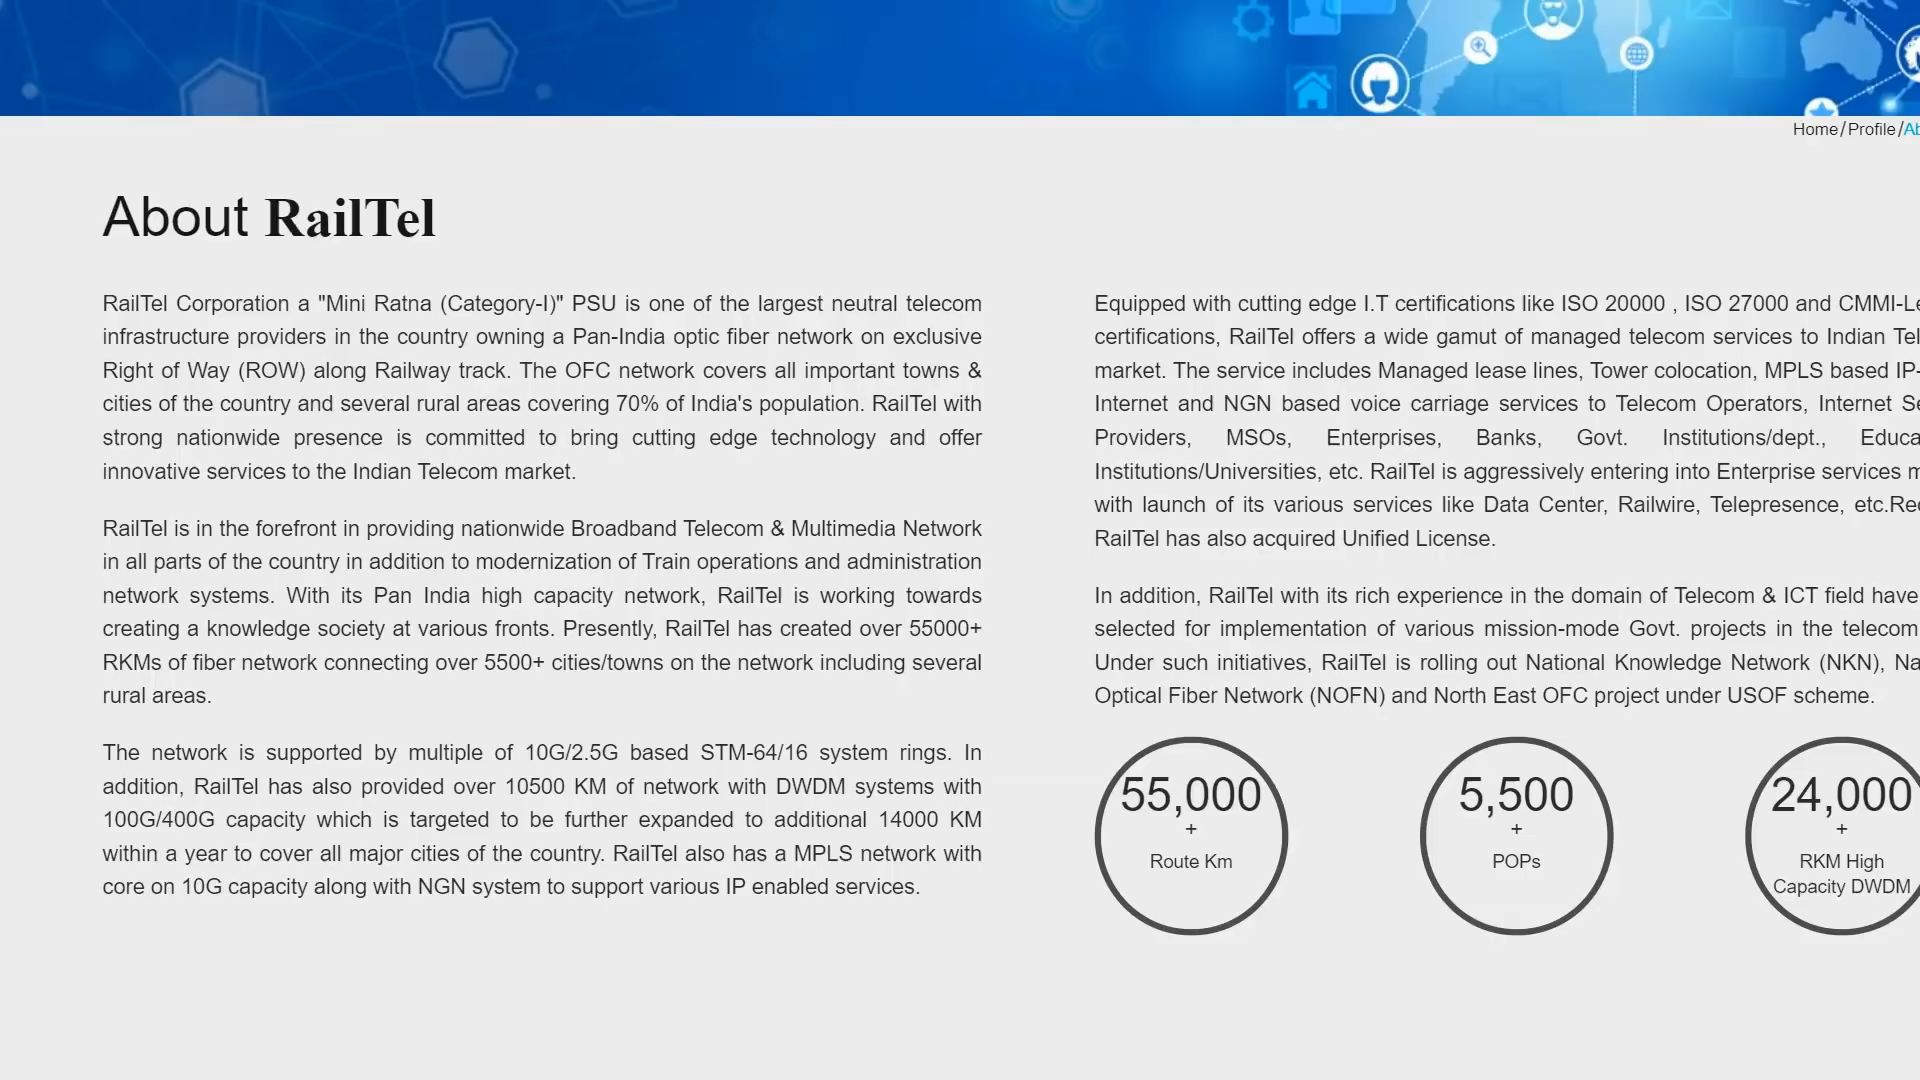 Home/Profile/Ab
About RailTel
RailTel Corporation a "Mini Ratna (Category-I)" PSU is one of the largest neutral telecom
infrastructure providers in the country owning a Pan-India optic fiber network on exclusive
Right of Way (ROW) along Railway track. The OFC network covers all important towns &
cities of the country and several rural areas covering 70% of India's population. RailTel with
strong nationwide presence is committed to bring cutting edge technology and offer
innovative services to the Indian Telecom market.
RailTel is in the forefront in providing nationwide Broadband Telecom & Multimedia Network
in all parts of the country in addition to modernization of Train operations and administration
network systems. With its Pan India high capacity network, RailTel is working towards
creating a knowledge society at various fronts. Presently, RailTel has created over 55000+
RKMs of fiber network connecting over 5500+ cities/towns on the network including several
rural areas.
The network is supported by multiple of 10G/2.5G based STM-64/16 system rings. In
addition, RailTel has also provided over 10500 KM of network with DWDM systems with
100G/400G capacity which is targeted to be further expanded to additional 14000 KM
within a year to cover all major cities of the country. RailTel also has a MPLS network with
core on 10G capacity along with NGN system to support various IP enabled services.
Equipped with cutting edge I.T certifications like ISO 20000 , ISO 27000 and CMMI-Le
certifications, RailTel offers a wide gamut of managed telecom services to Indian Tel
market. The service includes Managed lease lines, Tower colocation, MPLS based IP-
Internet and NGN based voice carriage services to Telecom Operators, Internet Se
Providers, MSOs, Enterprises, Banks, Govt. Institutions/dept., Educa
Institutions/Universities, etc. RailTel is aggressively entering into Enterprise services m
with launch of its various services like Data Center, Railwire, Telepresence, etc.Rec
RailTel has also acquired Unified License.
In addition, RailTel with its rich experience in the domain of Telecom & ICT field have
selected for implementation of various mission-mode Govt. projects in the telecom
Under such initiatives, RailTel is rolling out National Knowledge Network (NKN), Na
Optical Fiber Network (NOFN) and North East OFC project under USOF scheme.
55,000
+
Route Km
5,500
+
POPs
24,000
+
RKM High
Capacity DWDM